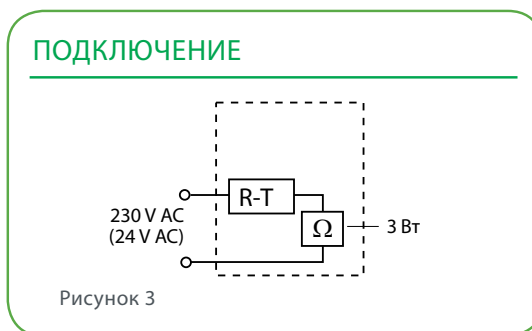 ПОДКЛЮЧЕНИЕ
R-T
230 V AC
(24 V AC)
Ω
3 Вт
Рисунок 3